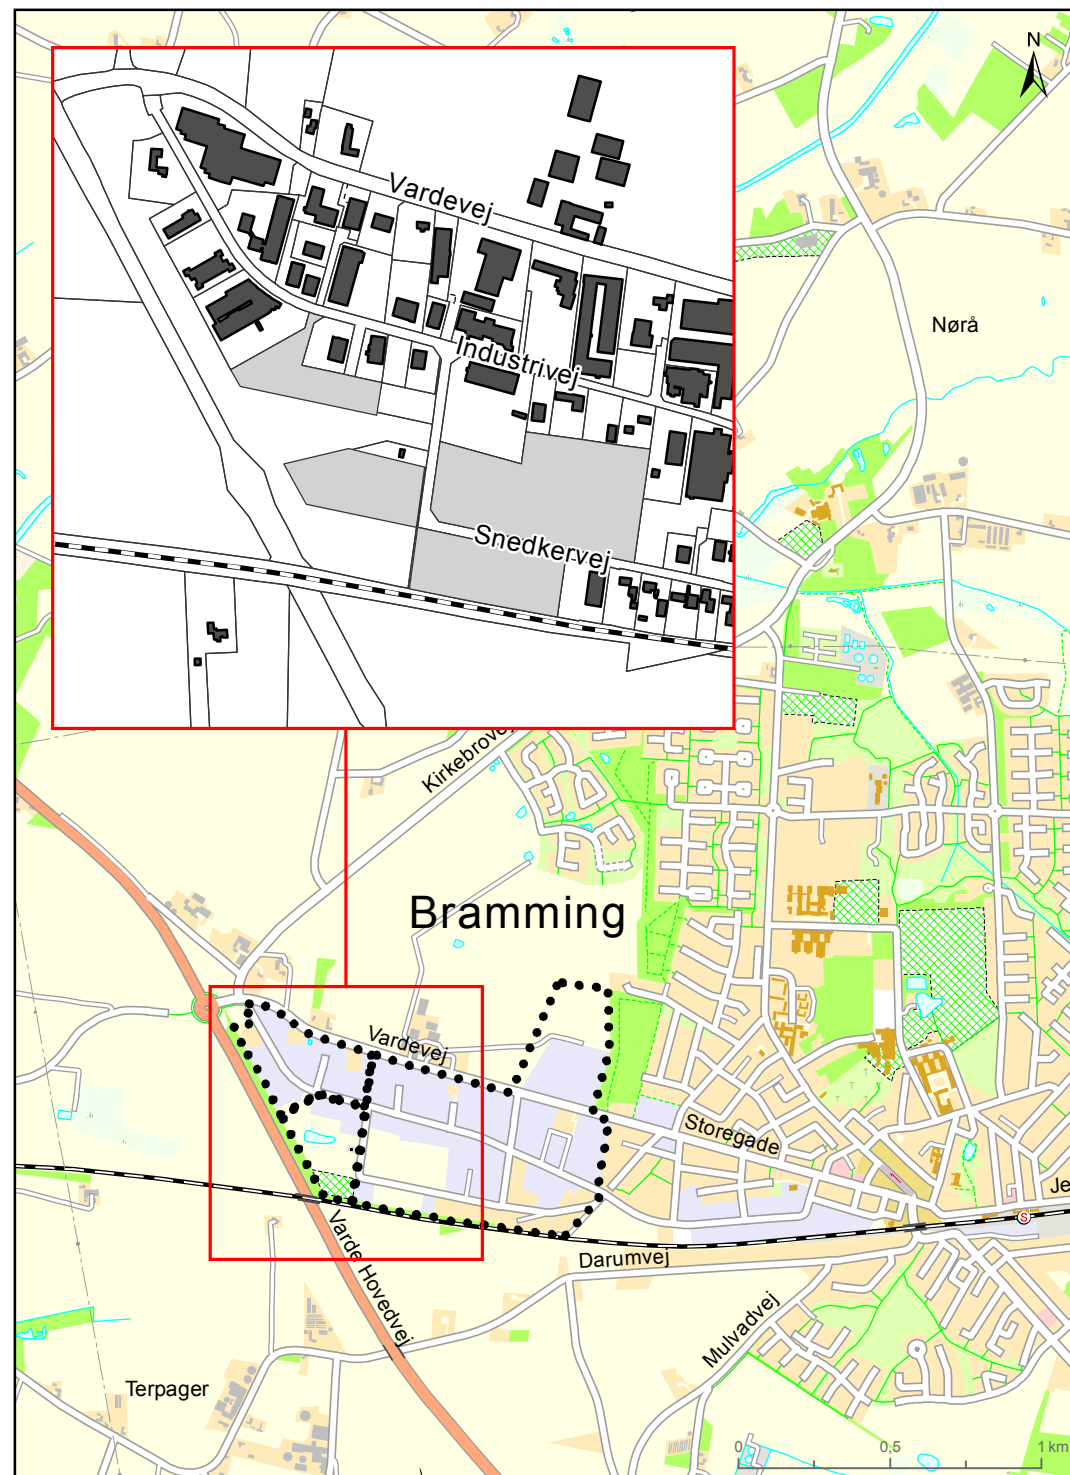 N
Vardevej
Nørå
Industrivej
Snedkervej
Kirkebrovej
Bramming
Vardevej
Storegade
Je
S
Varde Hovedvej
Darumvej
Mulvadvej
Terpager
0 0,5 1 km